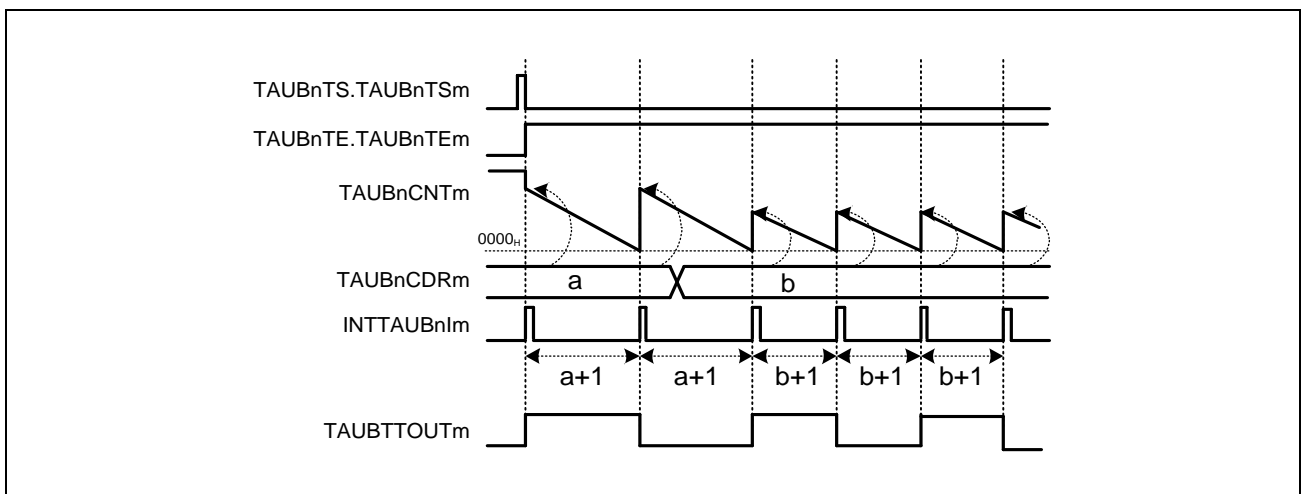 TAUBnTS.TAUBnTSm
TAUBnTE.TAUBnTEm
TAUBnCNTm
0000H
TAUBnCDRm
a
b
INTTAUBnIm
a+1
a+1
b+1
b+1
b+1
TAUBTTOUTm